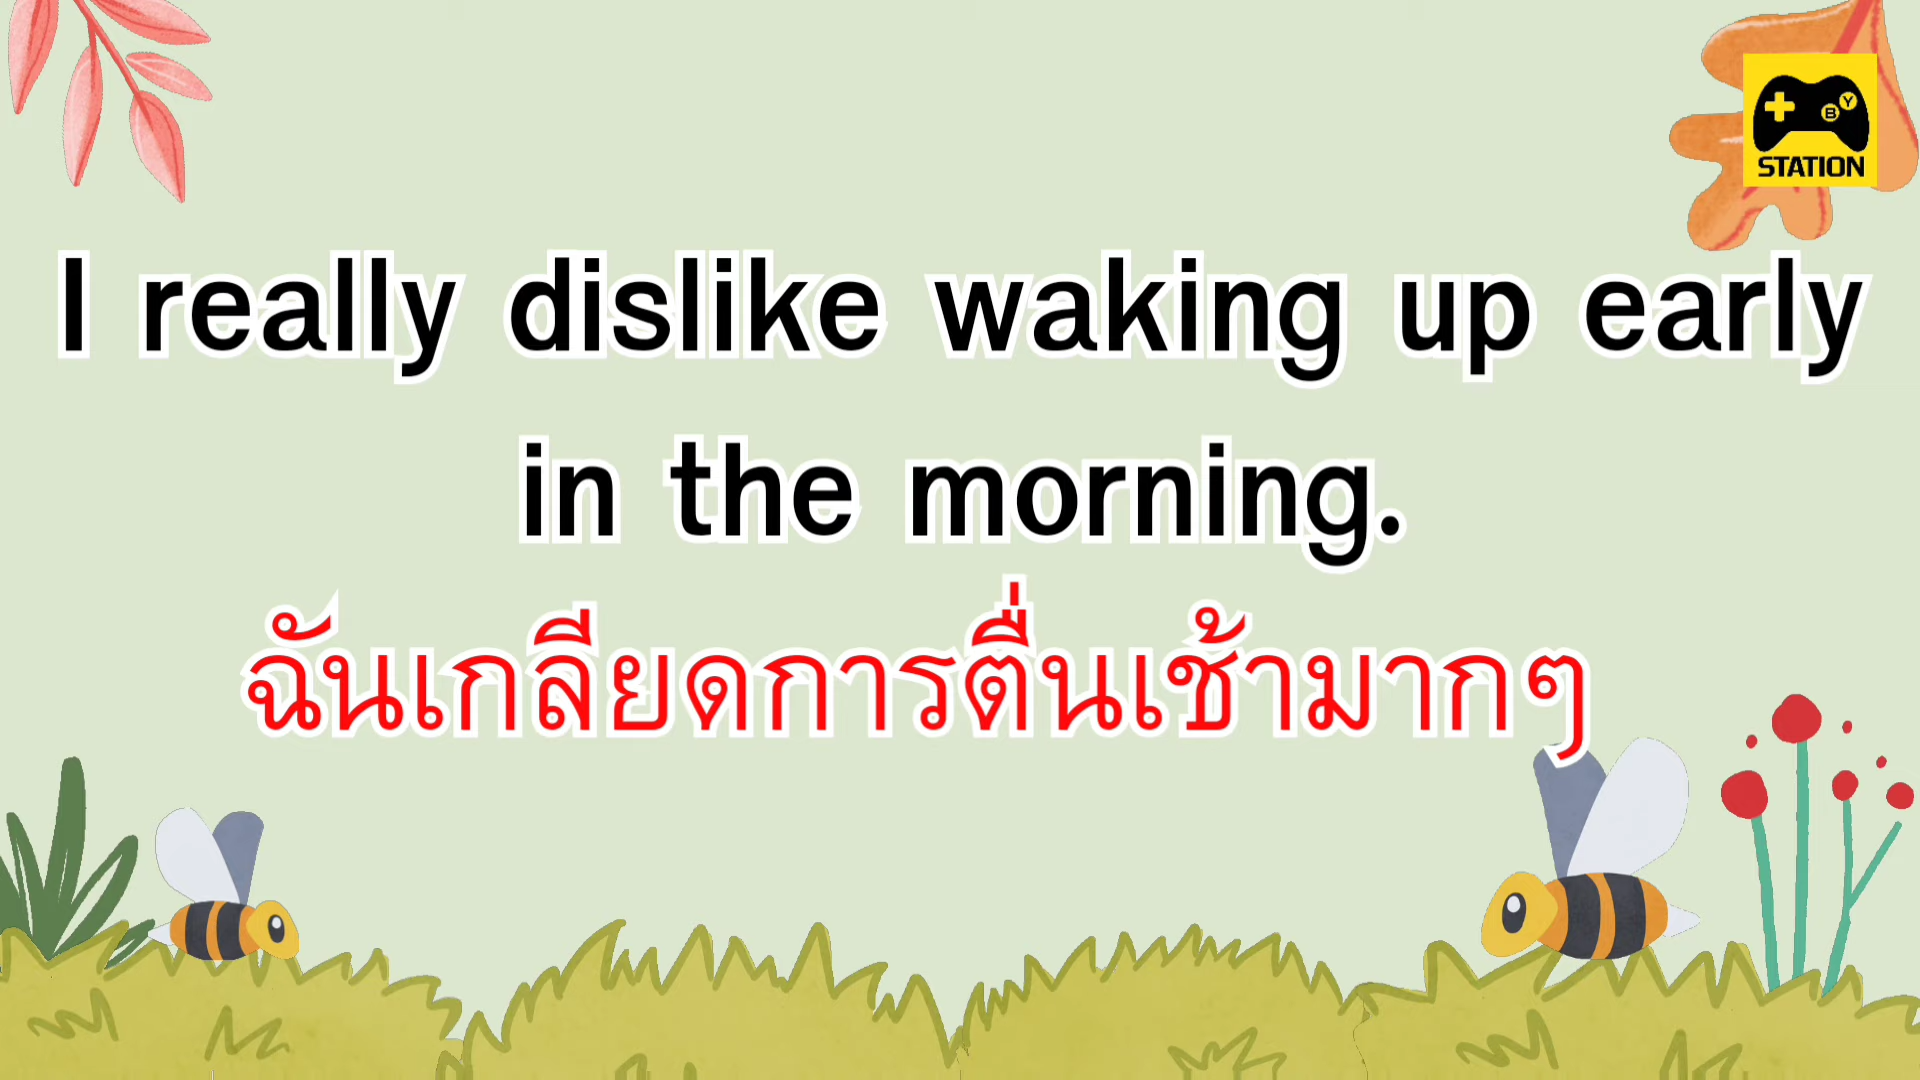 B Y
STATION
I really dislike waking up early
in the morning.
ฉันเกลียดการตื่นเช้ามากๆ